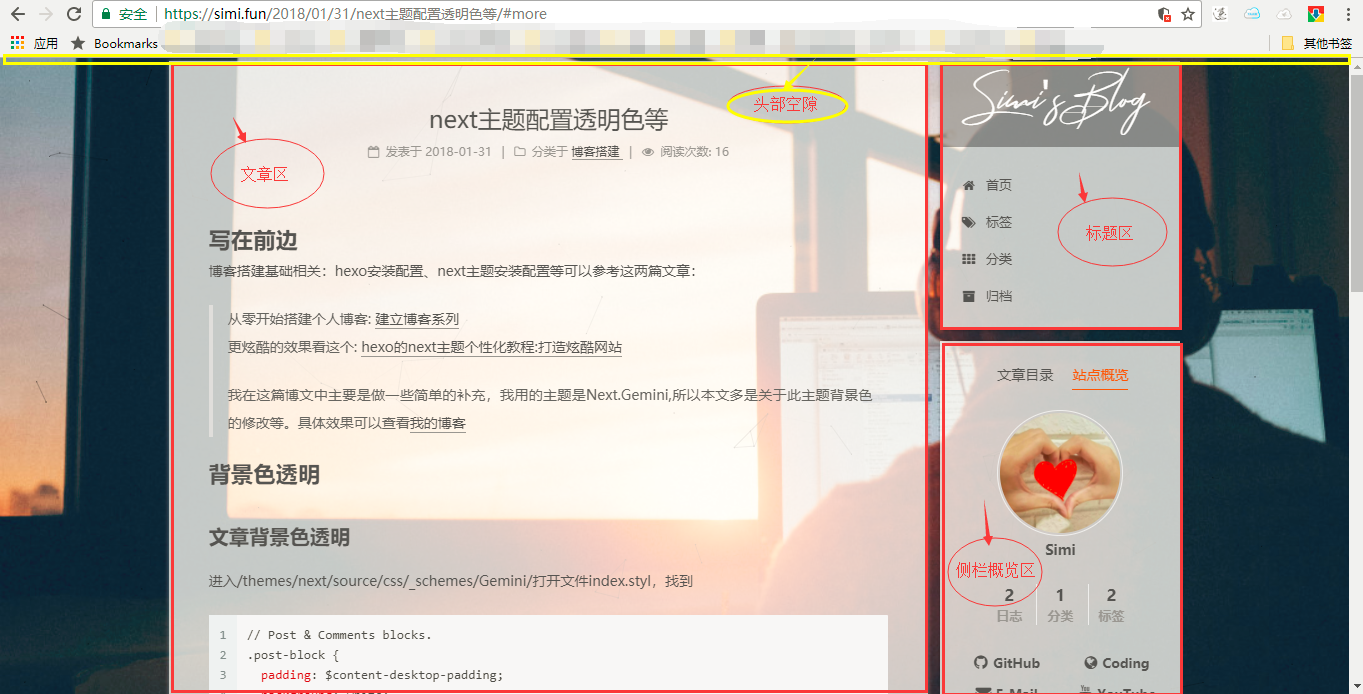 安全 https://simi.fun/2018/01/31/next主题配置透明色等/#more
应用 Bookmarks 其他书签
头部空隙
Simi's Blog
next主题配置透明色等
发表于 2018-01-31 | 分类于 博客搭建 | 阅读次数: 16
文章区
首页
标签
标题区
分类
归档
写在前边
博客搭建基础相关：hexo安装配置、next主题安装配置等可以参考这两篇文章：
从零开始搭建个人博客: 建立博客系列
更炫酷的效果看这个: hexo的next主题个性化教程:打造炫酷网站
我在这篇博文中主要是做一些简单的补充，我用的主题是Next.Gemini,所以本文多是关于此主题背景色
的修改等。具体效果可以查看我的博客
文章目录 站点概览
背景色透明
文章背景色透明
Simi
侧栏概览区
进入/themes/next/source/css/_schemes/Gemini/打开文件index.styl，找到
2 1 2
日志 分类 标签
1 // Post & Comments blocks.
2 .post-block {
3 padding: $content-desktop-padding;
GitHub Coding
E-Mail YouTube